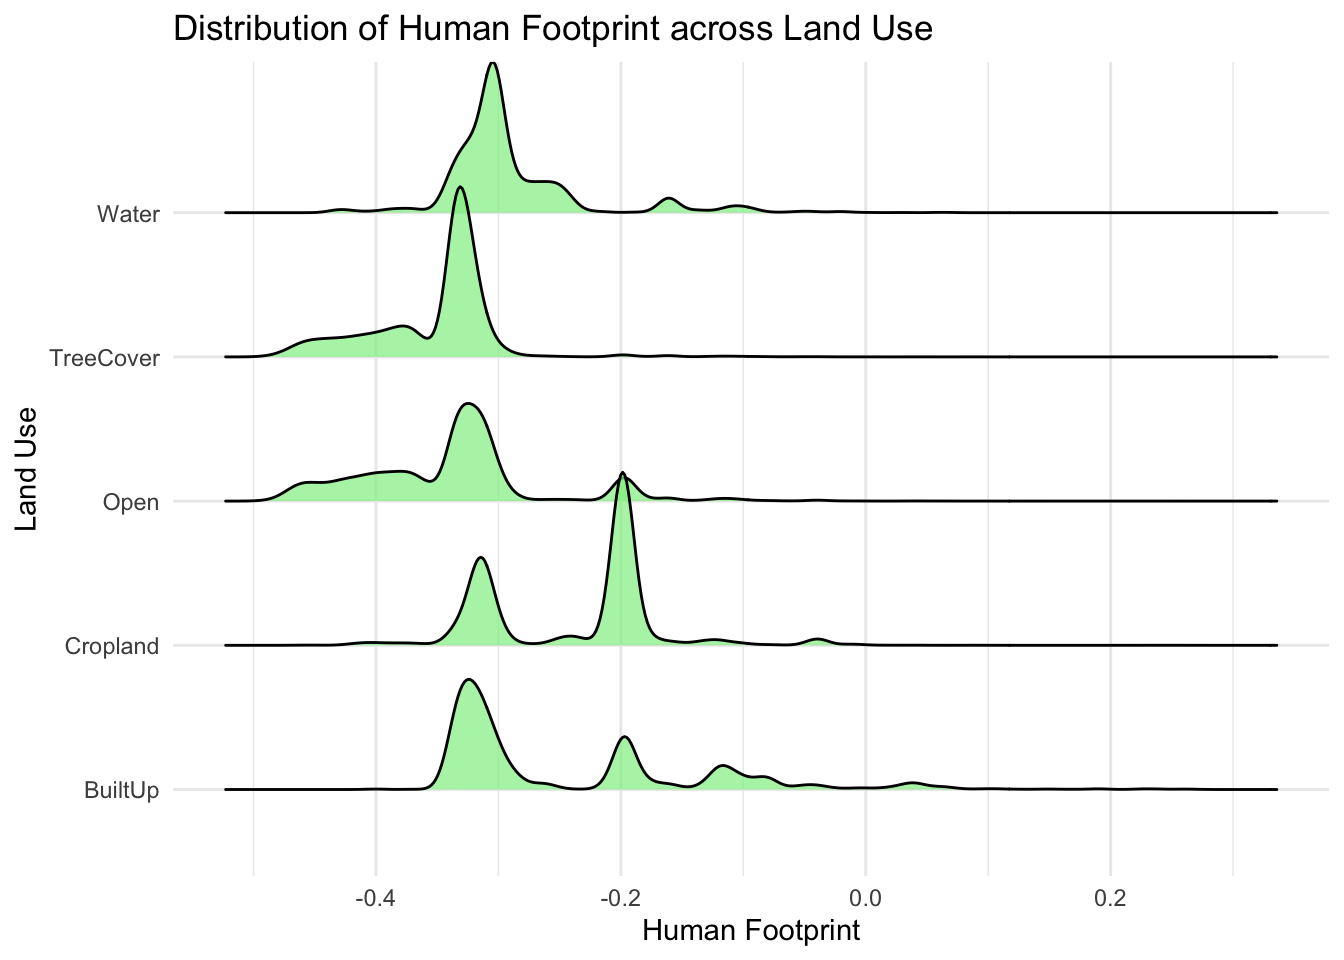 Distribution of Human Footprint across Land Use
Water
TreeCover
Open
Cropland
BuiltUp
Land Use
-0.4
-0.2
0.0
0.2
Human Footprint